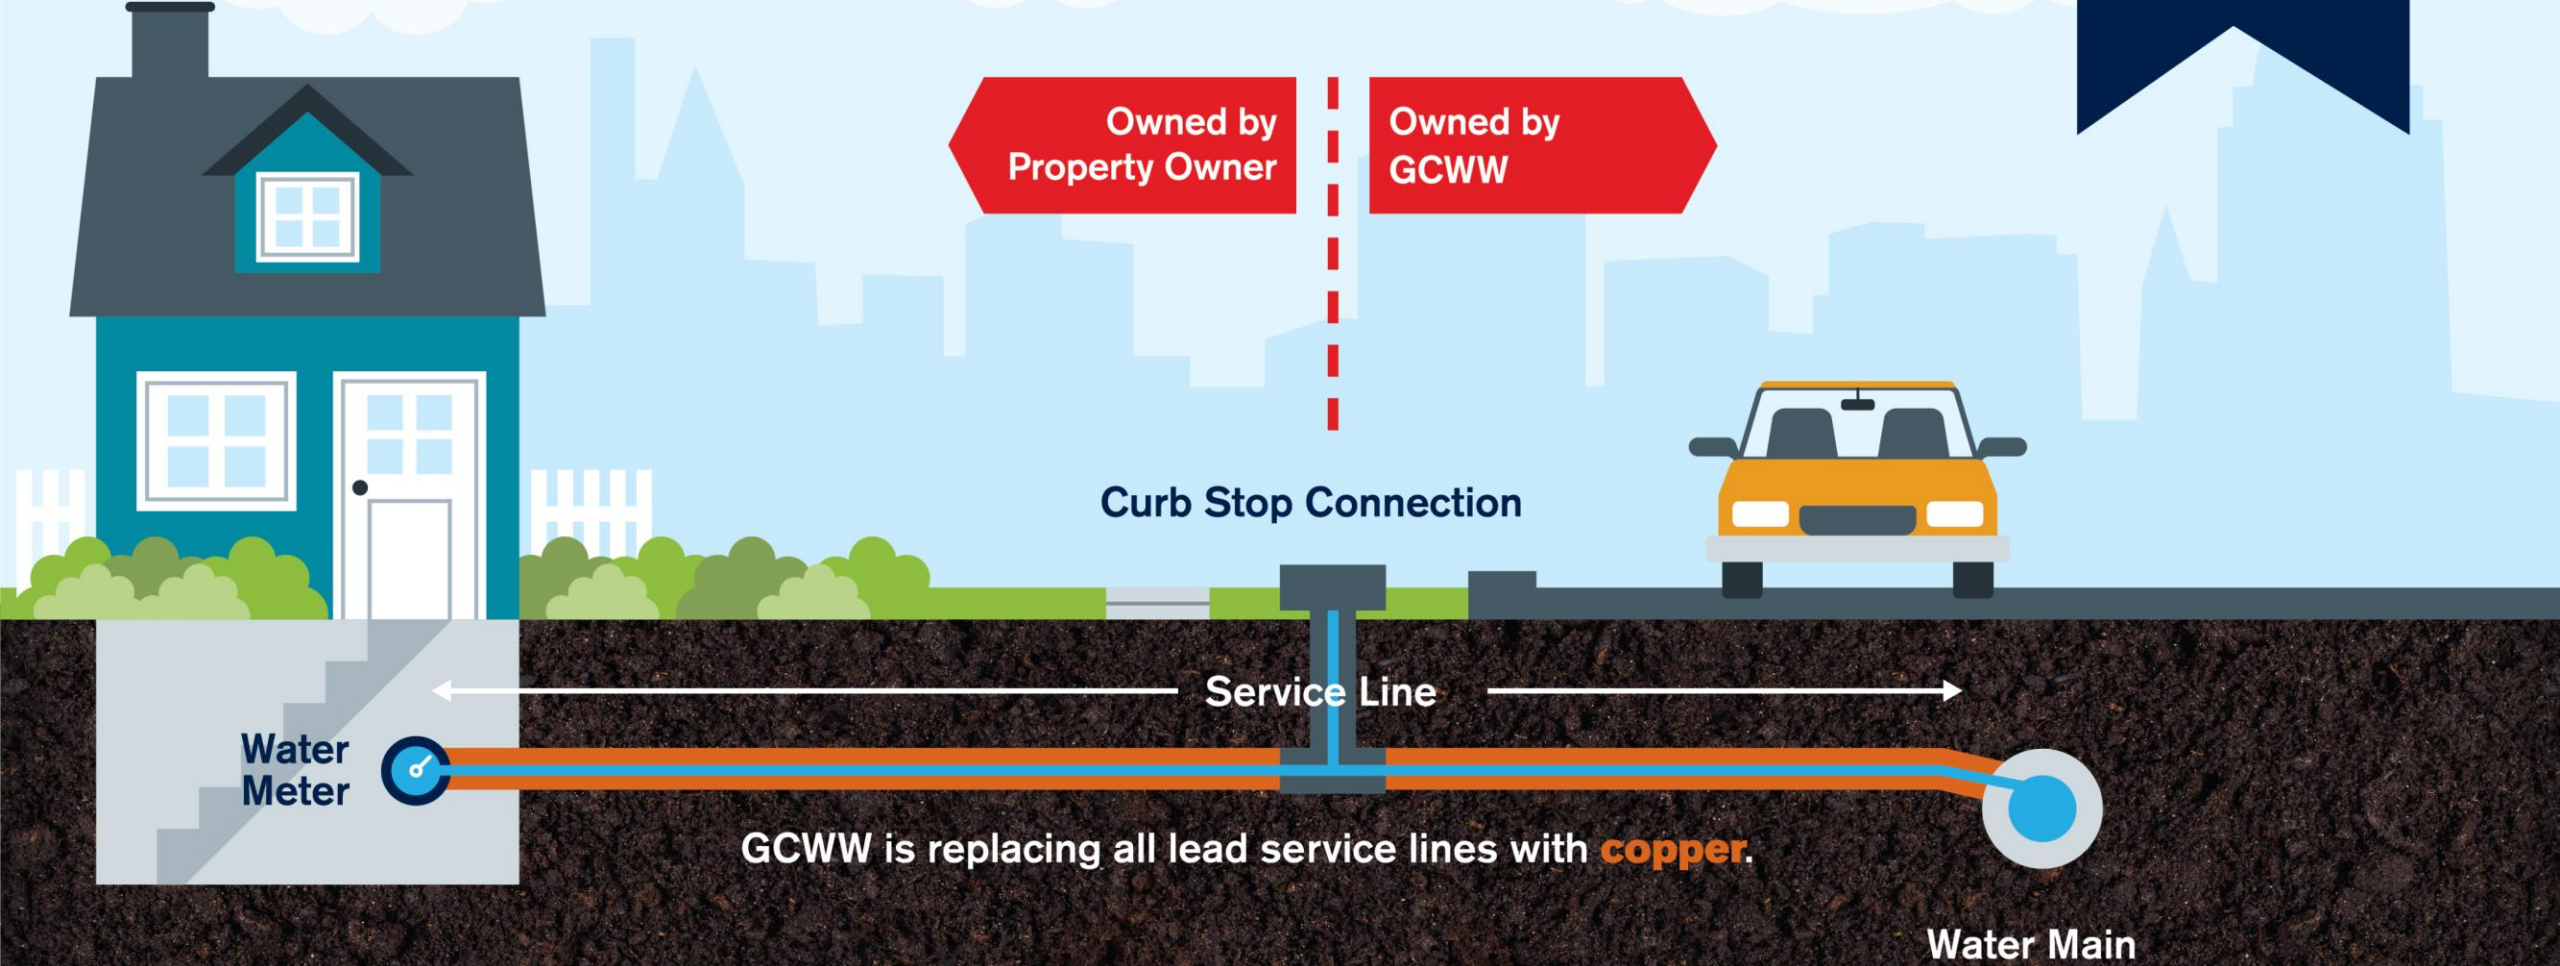 Owned by
Property Owner
Owned by
GCWW
Curb Stop Connection
Service Line
Water
Meter
GCWW is replacing all lead service lines with copper.
Water Main